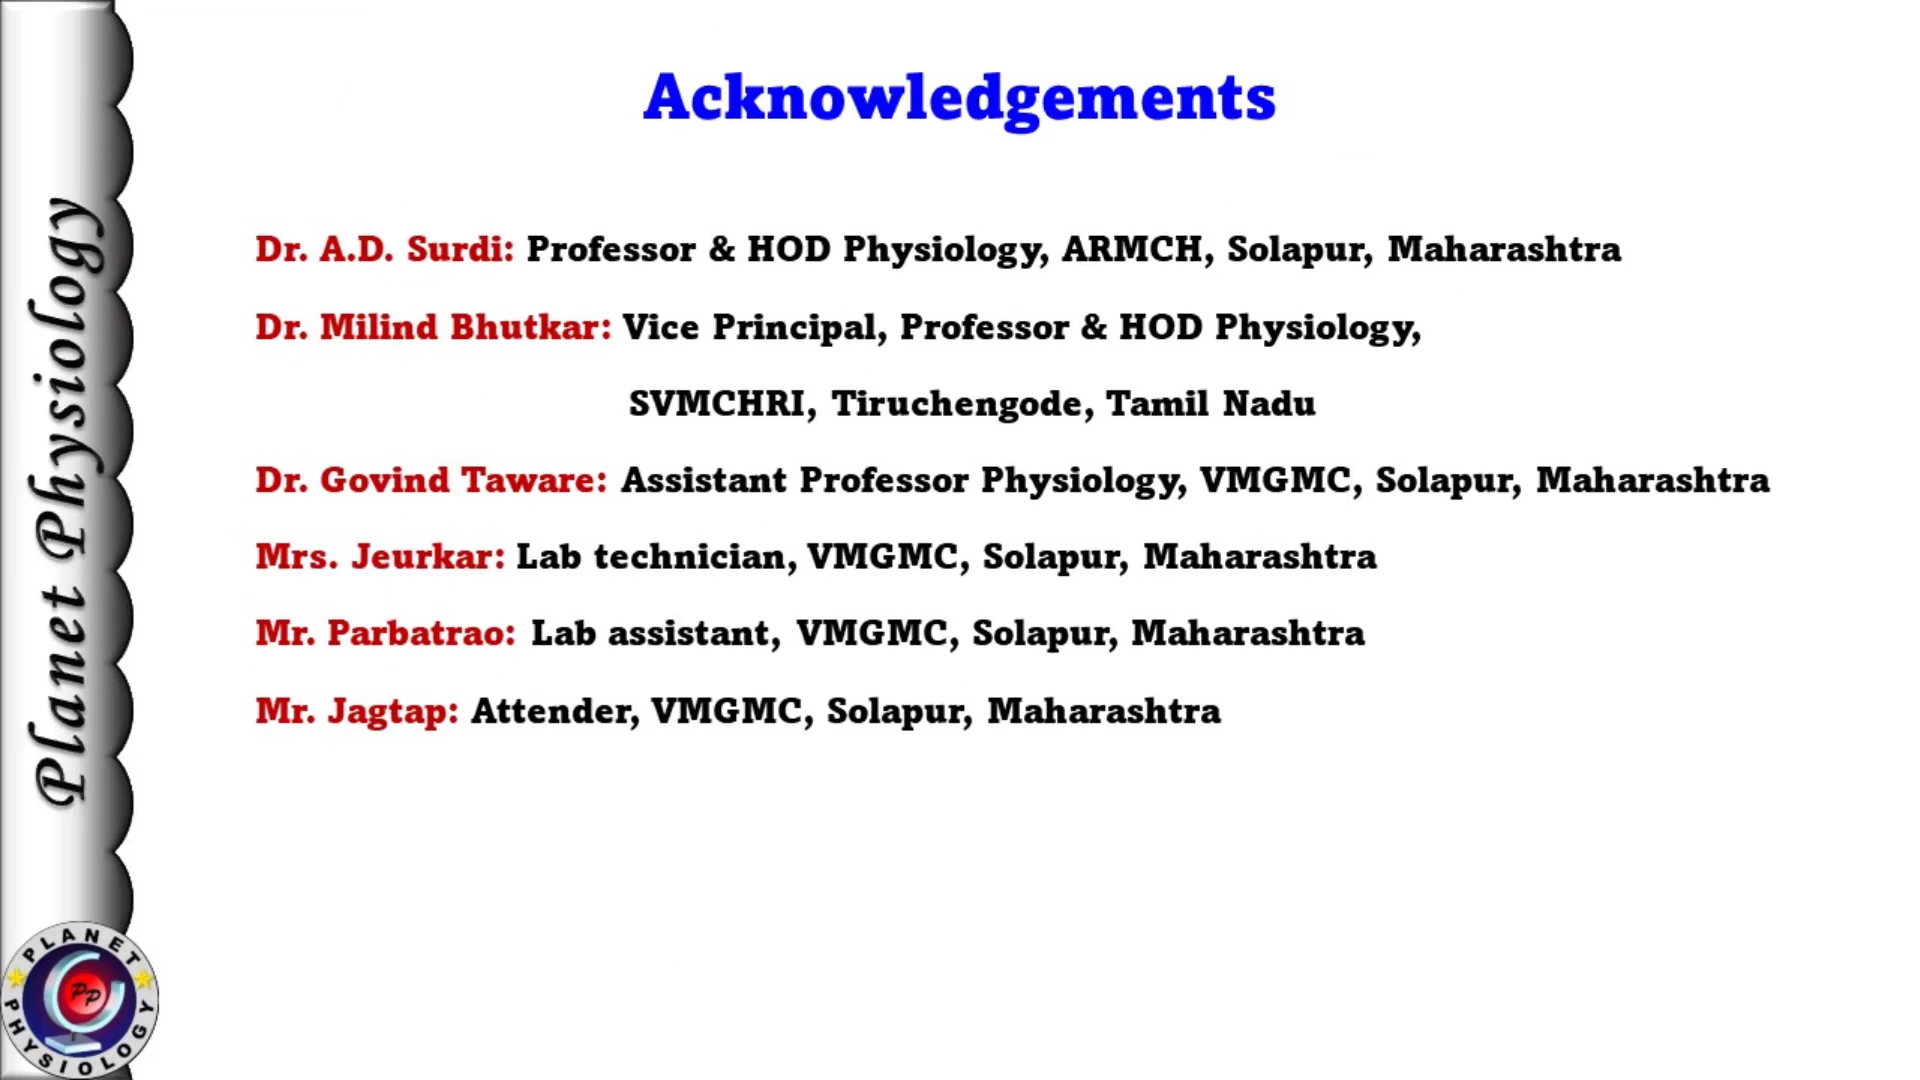 Acknowledgements
Dr. A.D. Surdi: Professor & HOD Physiology, ARMCH, Solapur, Maharashtra
Dr. Milind Bhutkar: Vice Principal, Professor & HOD Physiology,
SVMCHRI, Tiruchengode, Tamil Nadu
Dr. Govind Taware: Assistant Professor Physiology, VMGMC, Solapur, Maharashtra
Mrs. Jeurkar: Lab technician, VMGMC, Solapur, Maharashtra
Mr. Parbatrao: Lab assistant, VMGMC, Solapur, Maharashtra
Mr. Jagtap: Attender, VMGMC, Solapur, Maharashtra
Planet Physiology
PLANET
PP
PHYSIOLOGY